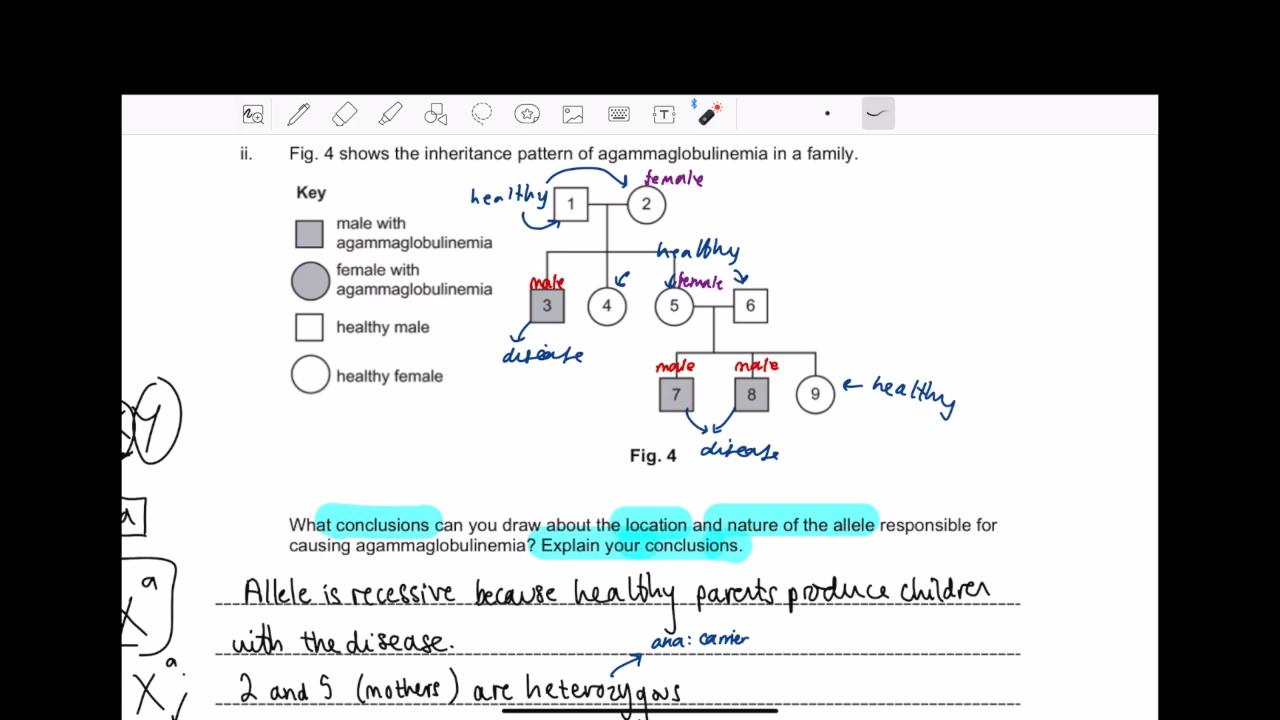 ii. Fig. 4 shows the inheritance pattern of agammaglobulinemia in a family.
Key
male with
agammaglobulinemia
female with
agammaglobulinemia
healthy male
healthy female
female
healthy
1
2
healthy
male
female
3
4
5
6
disease
male
male
7
8
9
healthy
disease
Fig. 4
Y
a
a
X
a
X
What conclusions can you draw about the location and nature of the allele responsible for
causing agammaglobulinemia? Explain your conclusions.
Allele is recessive because healthy parents produce children
with the disease.
ana: carrier
2 and 5 (mothers) are heterozygous